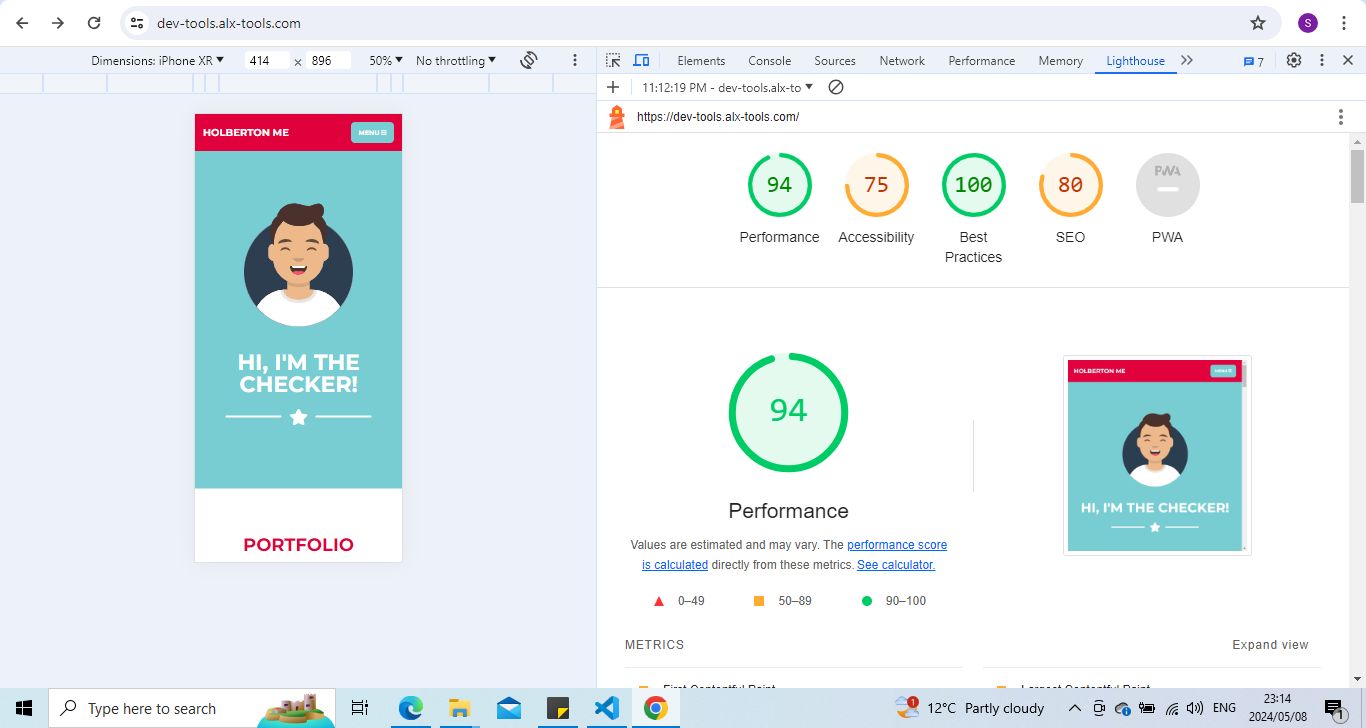 dev-tools.alx-tools.com
S
Dimensions: iPhone XR
414
×
896
50%
No throttling
Elements
Console
Sources
Network
Performance
Memory
Lighthouse
7
11:12:19 PM - dev-tools.alx-to
https://dev-tools.alx-tools.com/
HOLBERTON ME
MENU
HI, I'M THE
CHECKER!
PORTFOLIO
94
75
100
80
PWA
Performance
Accessibility
Best
Practices
SEO
PWA
94
Performance
Values are estimated and may vary. The performance score
is calculated directly from these metrics. See calculator.
0–49
50–89
90–100
HOLBERTON ME
MENU
HI, I'M THE CHECKER!
METRICS
Expand view
First Contentful Paint
Largest Contentful Paint
Type here to search
1
12°C Partly cloudy
ENG
23:14
2024/05/08
1